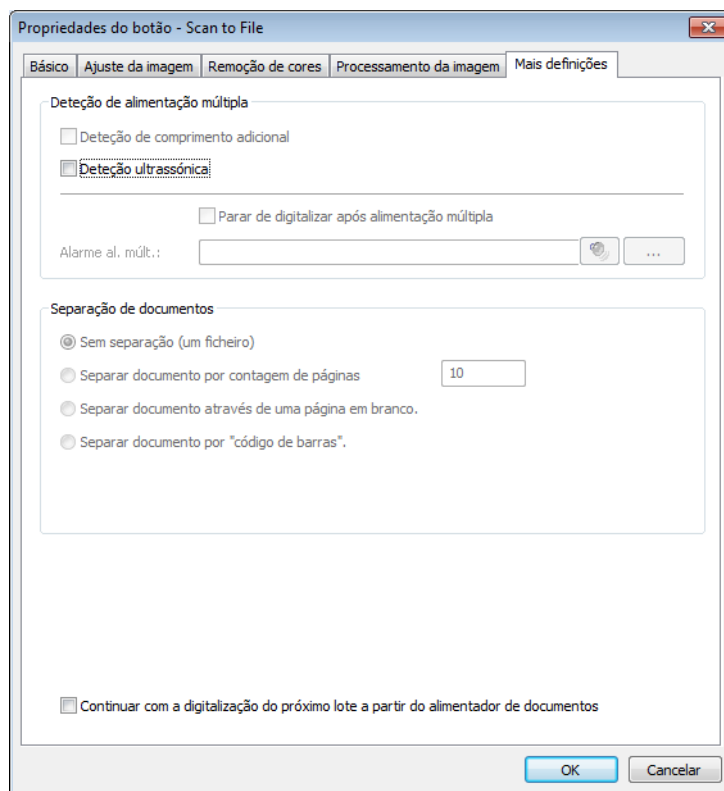 Propriedades do botão - Scan to File
Básico Ajuste da imagem Remoção de cores Processamento da imagem Mais definições
Deteção de alimentação múltipla
Deteção de comprimento adicional
Deteção ultrassónica
Parar de digitalizar após alimentação múltipla
Alarme al. múlt.: ...
Separação de documentos
Sem separação (um ficheiro)
Separar documento por contagem de páginas 10
Separar documento através de uma página em branco.
Separar documento por "código de barras".
Continuar com a digitalização do próximo lote a partir do alimentador de documentos
OK Cancelar